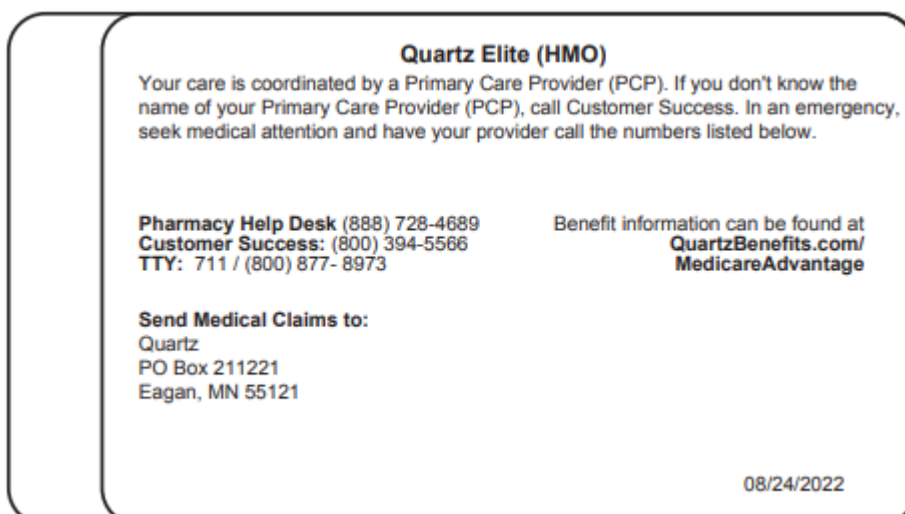 Quartz Elite (HMO)
Your care is coordinated by a Primary Care Provider (PCP). If you don't know the
name of your Primary Care Provider (PCP), call Customer Success. In an emergency,
seek medical attention and have your provider call the numbers listed below.
Pharmacy Help Desk (888) 728-4689
Customer Success: (800) 394-5566
TTY: 711 / (800) 877- 8973
Benefit information can be found at
QuartzBenefits.com/
MedicareAdvantage
Send Medical Claims to:
Quartz
PO Box 211221
Eagan, MN 55121
08/24/2022